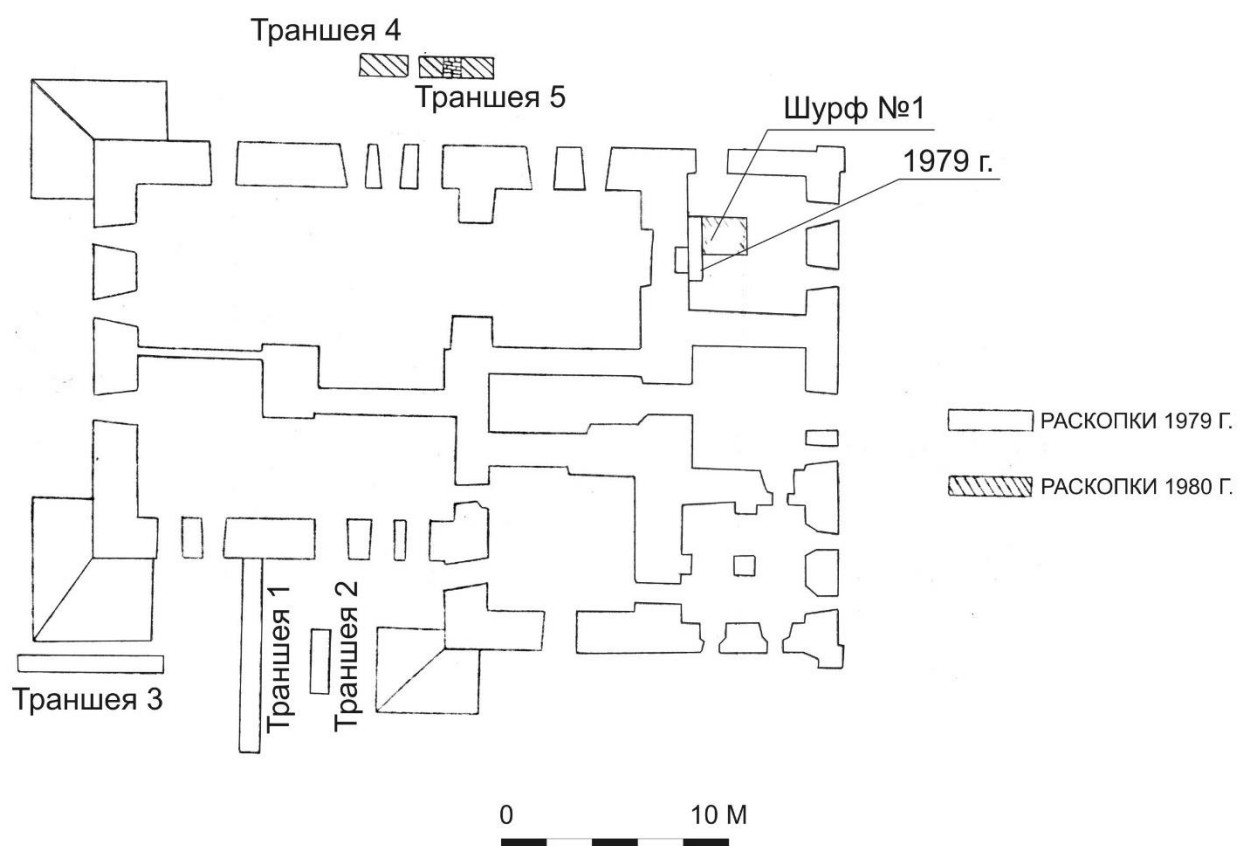 Траншея 4
Траншея 5
Шурф №1
1979 г.
РАСКОПКИ 1979 Г.
РАСКОПКИ 1980 Г.
Траншея 1
Траншея 2
Траншея 3
0 10 М